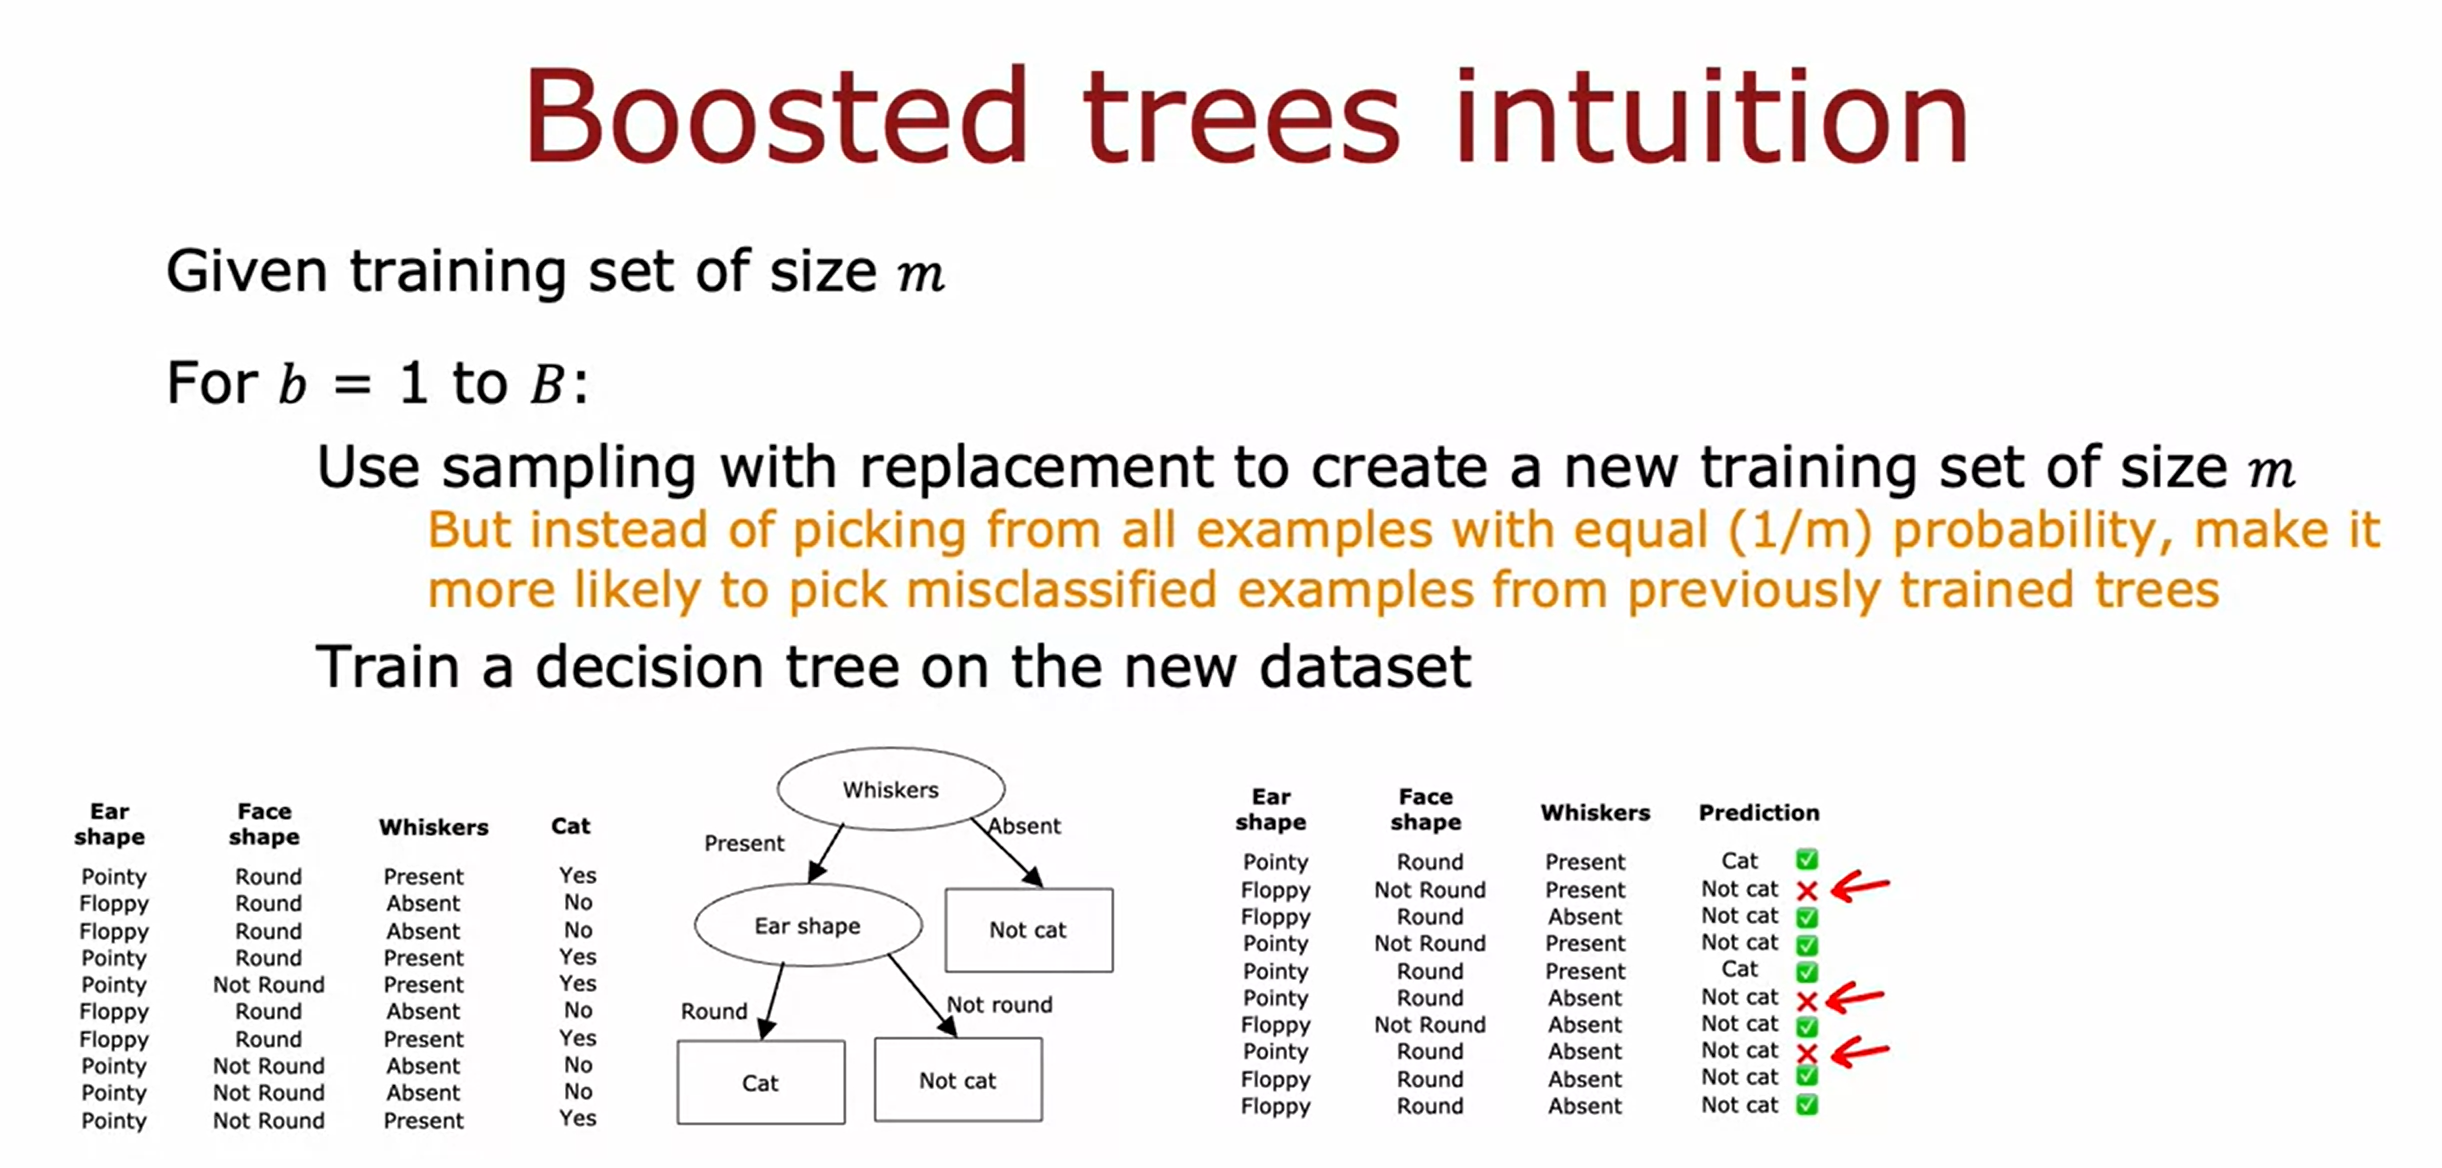 Boosted trees intuition
Given training set of size m
For b = 1 to B:
Use sampling with replacement to create a new training set of size m
But instead of picking from all examples with equal (1/m) probability, make it
more likely to pick misclassified examples from previously trained trees
Train a decision tree on the new dataset
Ear shape Face shape Whiskers Cat
Pointy Round Present Yes
Floppy Round Absent No
Floppy Round Absent No
Pointy Round Present Yes
Pointy Not Round Present Yes
Floppy Round Absent No
Floppy Round Present Yes
Pointy Not Round Absent No
Pointy Not Round Absent No
Pointy Not Round Present Yes
Whiskers
Present
Absent
Ear shape
Not cat
Round
Not round
Cat
Not cat
Ear shape Face shape Whiskers Prediction
Pointy Round Present Cat ✅
Floppy Not Round Present Not cat ❌
Floppy Round Absent Not cat ✅
Pointy Not Round Present Not cat ✅
Pointy Round Present Cat ✅
Pointy Round Absent Not cat ❌
Floppy Not Round Absent Not cat ✅
Pointy Round Absent Not cat ❌
Floppy Round Absent Not cat ✅
Floppy Round Absent Not cat ✅